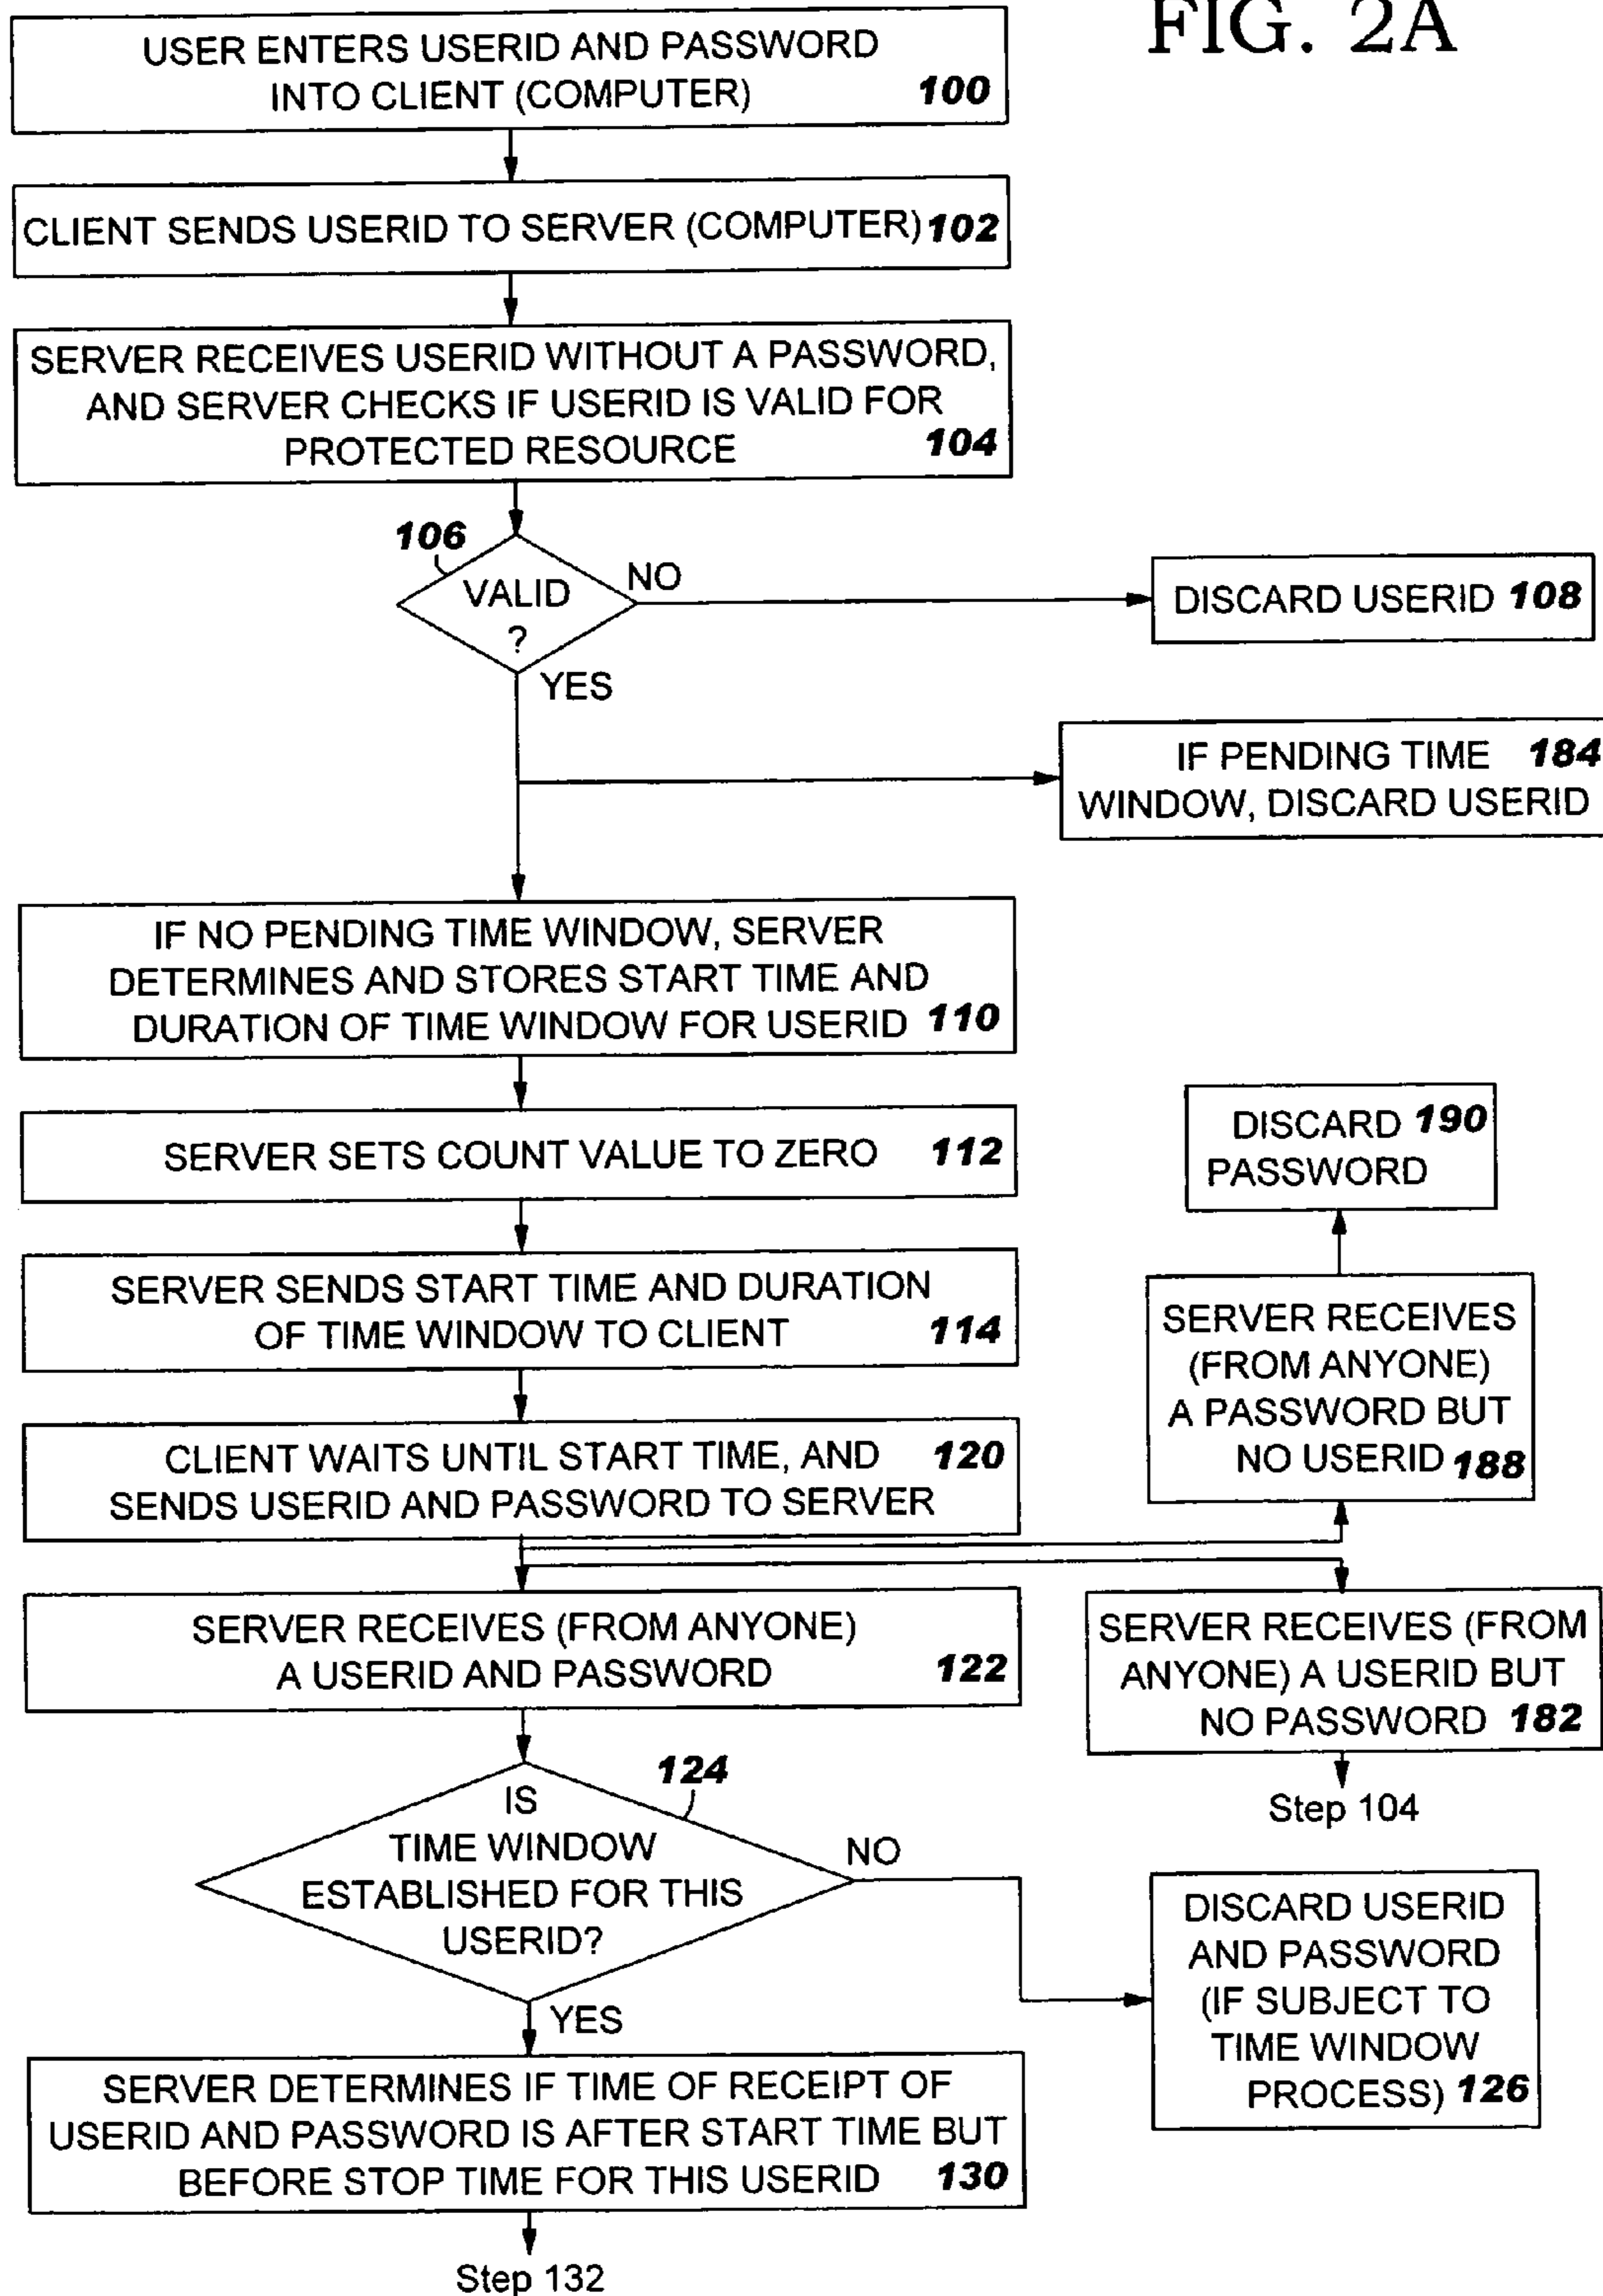 FIG. 2A
USER ENTERS USERID AND PASSWORD
INTO CLIENT (COMPUTER) 100
CLIENT SENDS USERID TO SERVER (COMPUTER) 102
SERVER RECEIVES USERID WITHOUT A PASSWORD,
AND SERVER CHECKS IF USERID IS VALID FOR
PROTECTED RESOURCE 104
106
VALID
?
NO
DISCARD USERID 108
YES
IF PENDING TIME 184
WINDOW, DISCARD USERID
IF NO PENDING TIME WINDOW, SERVER
DETERMINES AND STORES START TIME AND
DURATION OF TIME WINDOW FOR USERID 110
SERVER SETS COUNT VALUE TO ZERO 112
DISCARD 190
PASSWORD
SERVER SENDS START TIME AND DURATION
OF TIME WINDOW TO CLIENT 114
SERVER RECEIVES
(FROM ANYONE)
A PASSWORD BUT
NO USERID 188
CLIENT WAITS UNTIL START TIME, AND 120
SENDS USERID AND PASSWORD TO SERVER
SERVER RECEIVES (FROM ANYONE)
A USERID AND PASSWORD 122
SERVER RECEIVES (FROM
ANYONE) A USERID BUT
NO PASSWORD 182
Step 104
124
IS
TIME WINDOW
ESTABLISHED FOR THIS
USERID?
NO
DISCARD USERID
AND PASSWORD
(IF SUBJECT TO
TIME WINDOW
PROCESS) 126
YES
SERVER DETERMINES IF TIME OF RECEIPT OF
USERID AND PASSWORD IS AFTER START TIME BUT
BEFORE STOP TIME FOR THIS USERID 130
Step 132